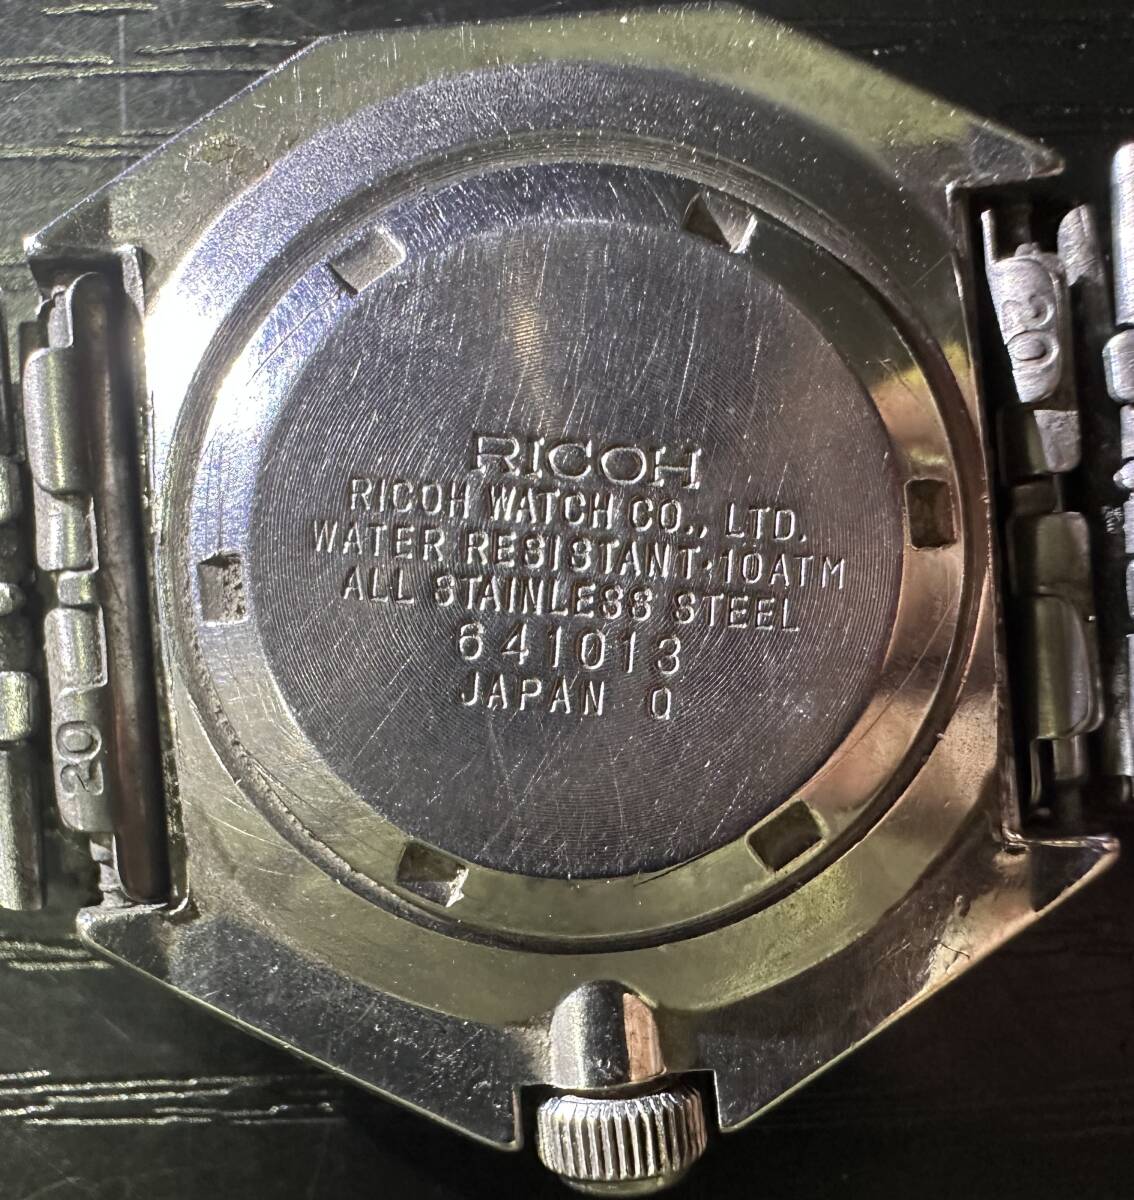 RICOH
RICOH WATCH CO., LTD.
WATER RESISTANT·10ATM
ALL STAINLESS STEEL
641013
JAPAN Q
20
20